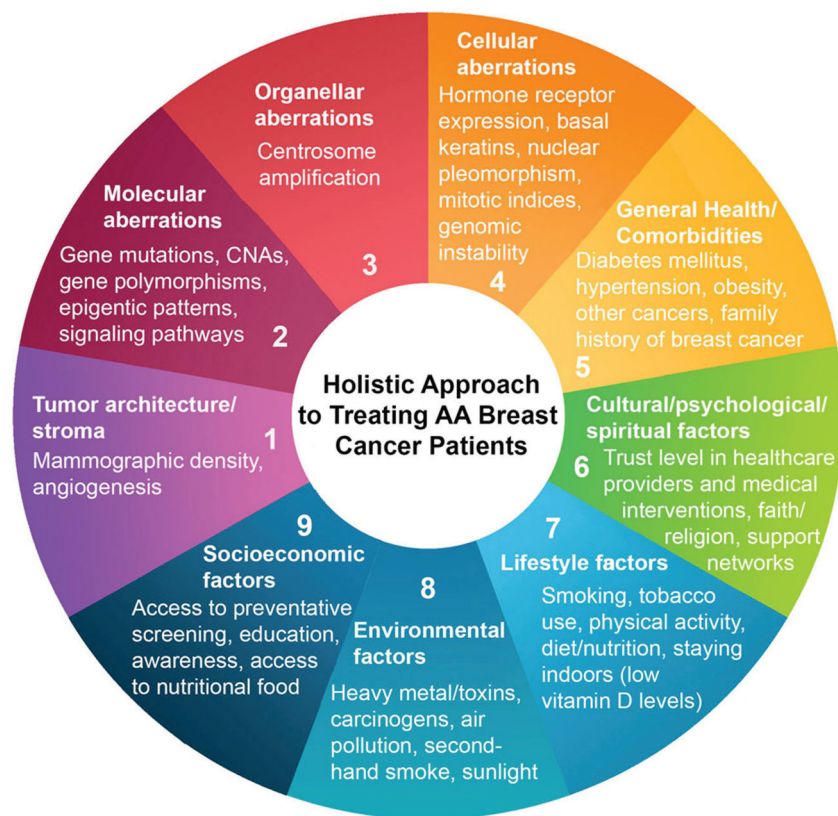 Holistic Approach
to Treating AA Breast
Cancer Patients
Tumor architecture/
stroma
1
Mammographic density,
angiogenesis
Molecular
aberrations
Gene mutations, CNAs,
gene polymorphisms,
epigentic patterns,
signaling pathways
2
Organellar
aberrations
Centrosome
amplification
3
Cellular
aberrations
Hormone receptor
expression, basal
keratins, nuclear
pleomorphism,
mitotic indices,
genomic
instability
4
General Health/
Comorbidities
Diabetes mellitus,
hypertension, obesity,
other cancers, family
history of breast cancer
5
Cultural/psychological/
spiritual factors
6
Trust level in healthcare
providers and medical
interventions, faith/
religion, support
networks
7
Lifestyle factors
Smoking, tobacco
use, physical activity,
diet/nutrition, staying
indoors (low
vitamin D levels)
8
Environmental
factors
Heavy metal/toxins,
carcinogens, air
pollution, second-
hand smoke, sunlight
9
Socioeconomic
factors
Access to preventative
screening, education,
awareness, access
to nutritional food